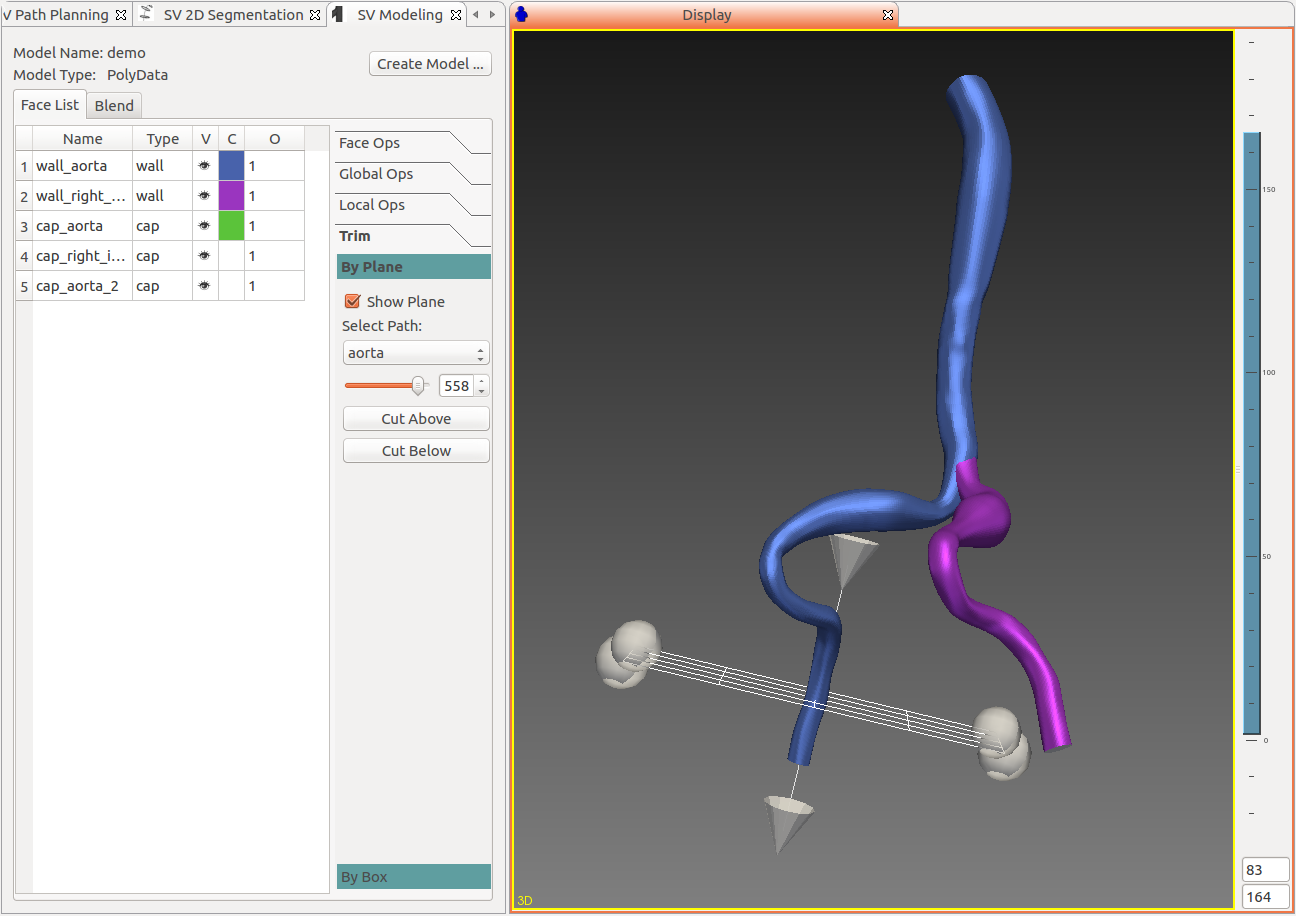 V Path Planning
SV 2D Segmentation
SV Modeling
Display
Model Name: demo
Model Type: PolyData
Create Model ...
Face List
Blend
Name Type V C O
1 wall_aorta wall 1
2 wall_right_... wall 1
3 cap_aorta cap 1
4 cap_right_i... cap 1
5 cap_aorta_2 cap 1
Face Ops
Global Ops
Local Ops
Trim
By Plane
Show Plane
Select Path:
aorta
558
Cut Above
Cut Below
By Box
3D
150
100
50
0
83
164